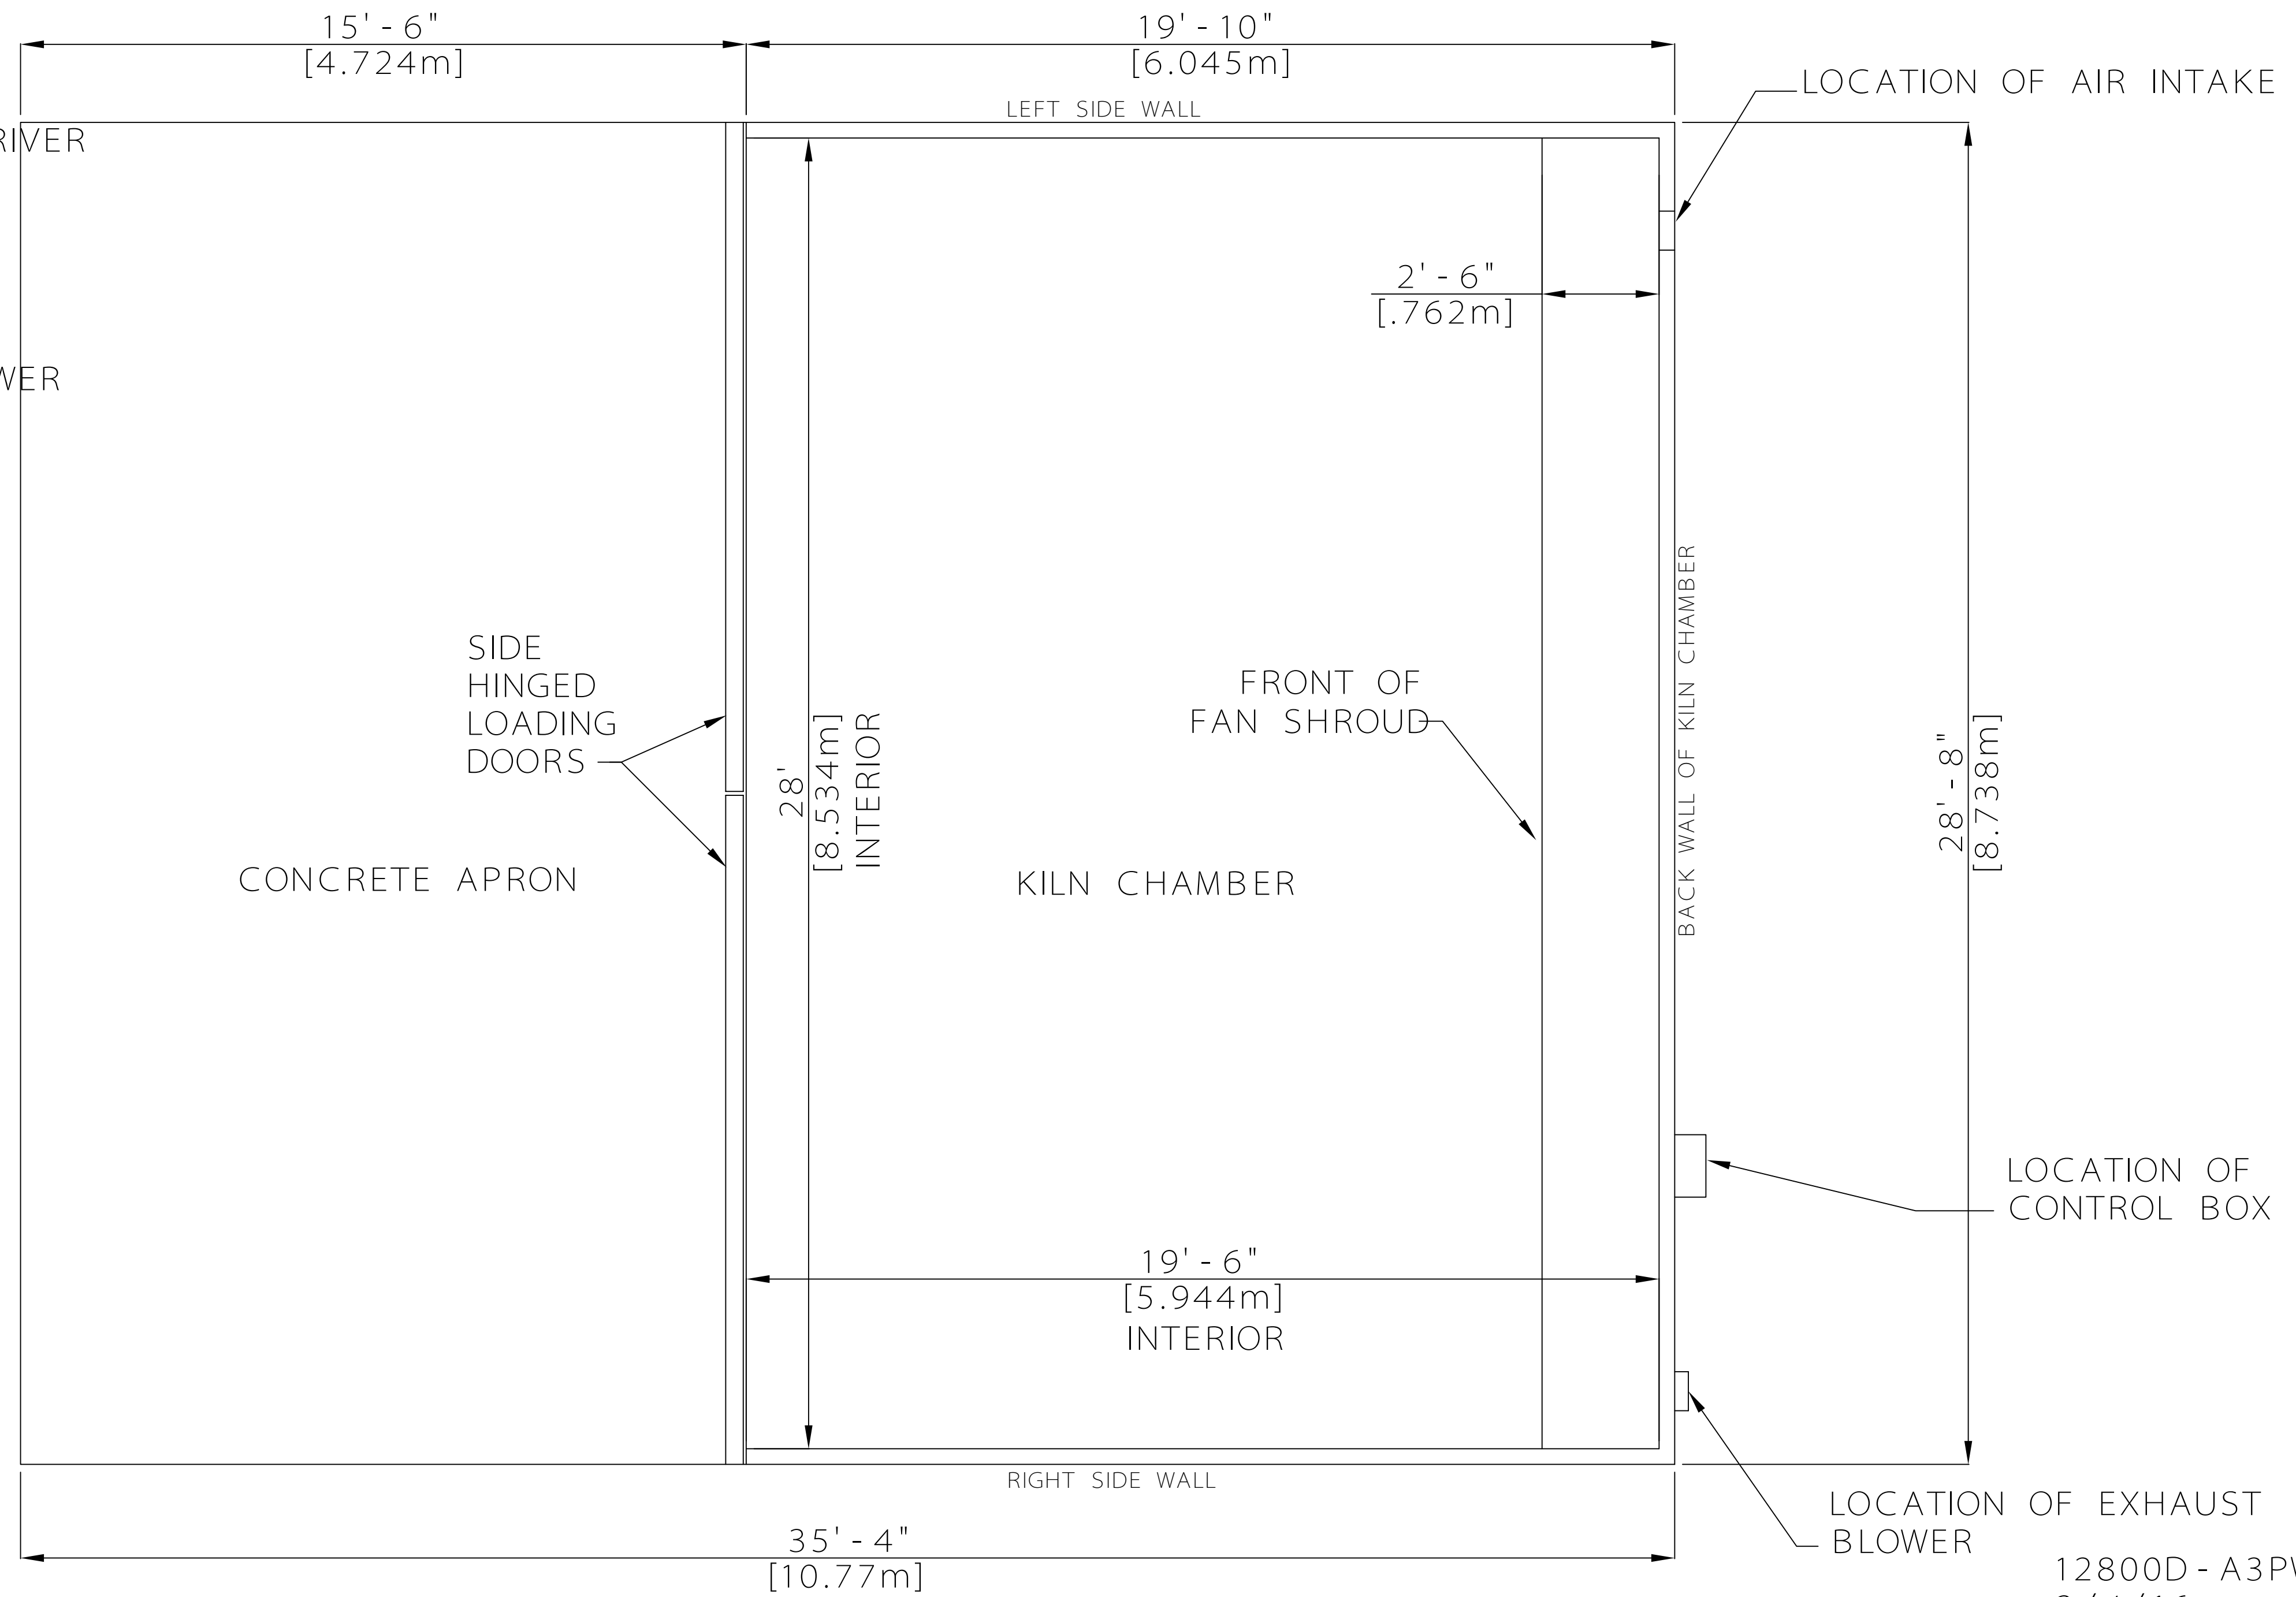 15'-6"
[4.724m]
19'-10"
[6.045m]
LOCATION OF AIR INTAKE
LEFT SIDE WALL
RIVER
2'-6"
[.762m]
WER
SIDE
HINGED
LOADING
DOORS
FRONT OF
FAN SHROUD
28'
[8.534m]
INTERIOR
BACK WALL OF KILN CHAMBER
28'-8"
[8.738m]
CONCRETE APRON
KILN CHAMBER
LOCATION OF
CONTROL BOX
19'-6"
[5.944m]
INTERIOR
RIGHT SIDE WALL
LOCATION OF EXHAUST
BLOWER
35'-4"
[10.77m]
12800D-A3P